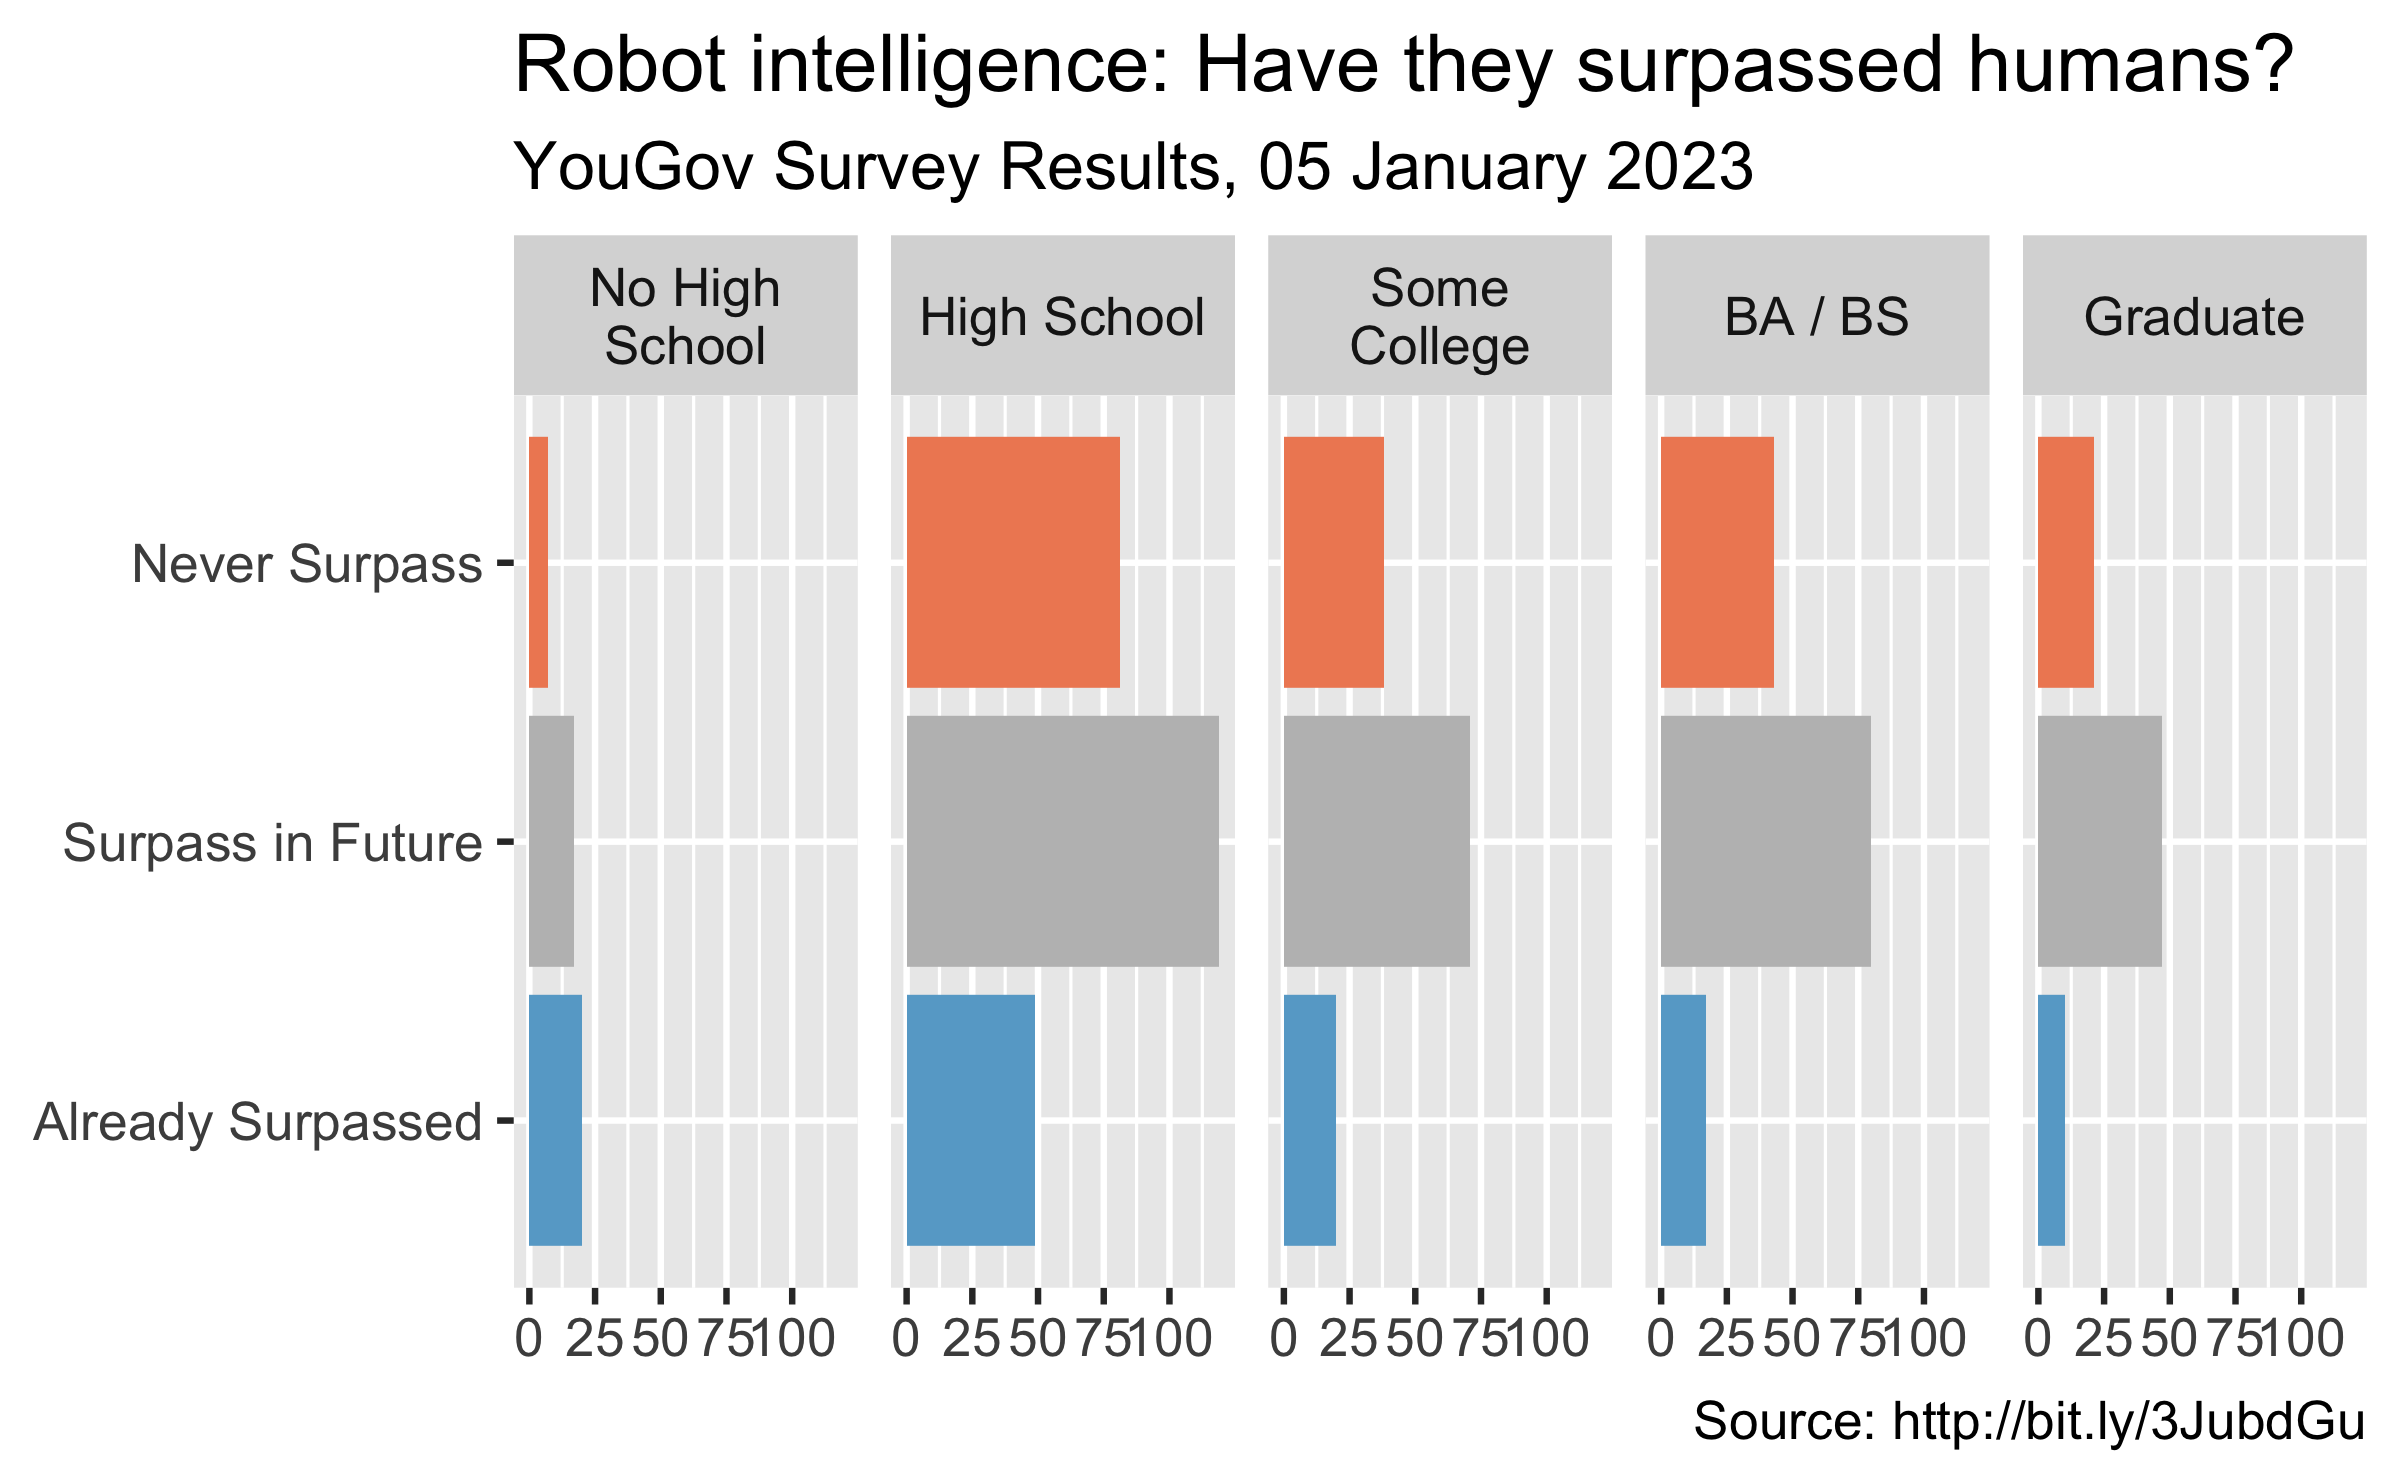 Robot intelligence: Have they surpassed humans?
YouGov Survey Results, 05 January 2023
No High
School
High School
Some
College
BA / BS
Graduate
Never Surpass
Surpass in Future
Already Surpassed
0 25 50 75 100
0 25 50 75 100
0 25 50 75 100
0 25 50 75 100
0 25 50 75 100
Source: http://bit.ly/3JubdGu